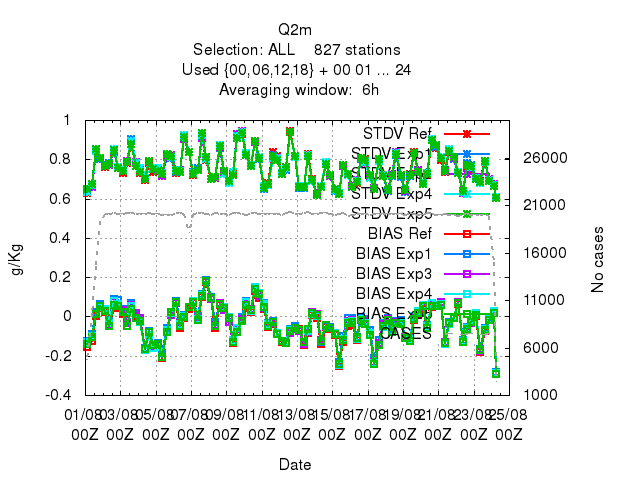 Q2m
Selection: ALL 827 stations
Used {00,06,12,18} + 00 01 ... 24
Averaging window: 6h
1
0.8
0.6
0.4
0.2
0
-0.2
-0.4
g/Kg
STDV Ref
STDV Exp1
STDV Exp4
STDV Exp5
BIAS Ref
BIAS Exp1
BIAS Exp3
BIAS Exp4
CASES
26000
21000
16000
11000
6000
1000
No cases
01/08 03/08 05/08 07/08 09/08 11/08 13/08 15/08 17/08 19/08 21/08 23/08 25/08
00Z 00Z 00Z 00Z 00Z 00Z 00Z 00Z 00Z 00Z 00Z 00Z 00Z
Date